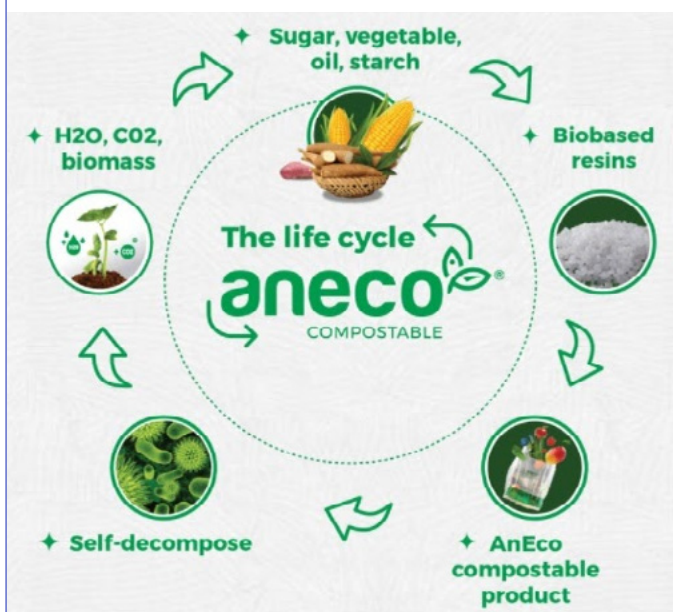 ✦ Sugar, vegetable,
oil, starch
✦ H2O, C02,
biomass
✦ Biobased
resins
The life cycle
aneco®
COMPOSTABLE
✦ Self-decompose
✦ AnEco
compostable
product